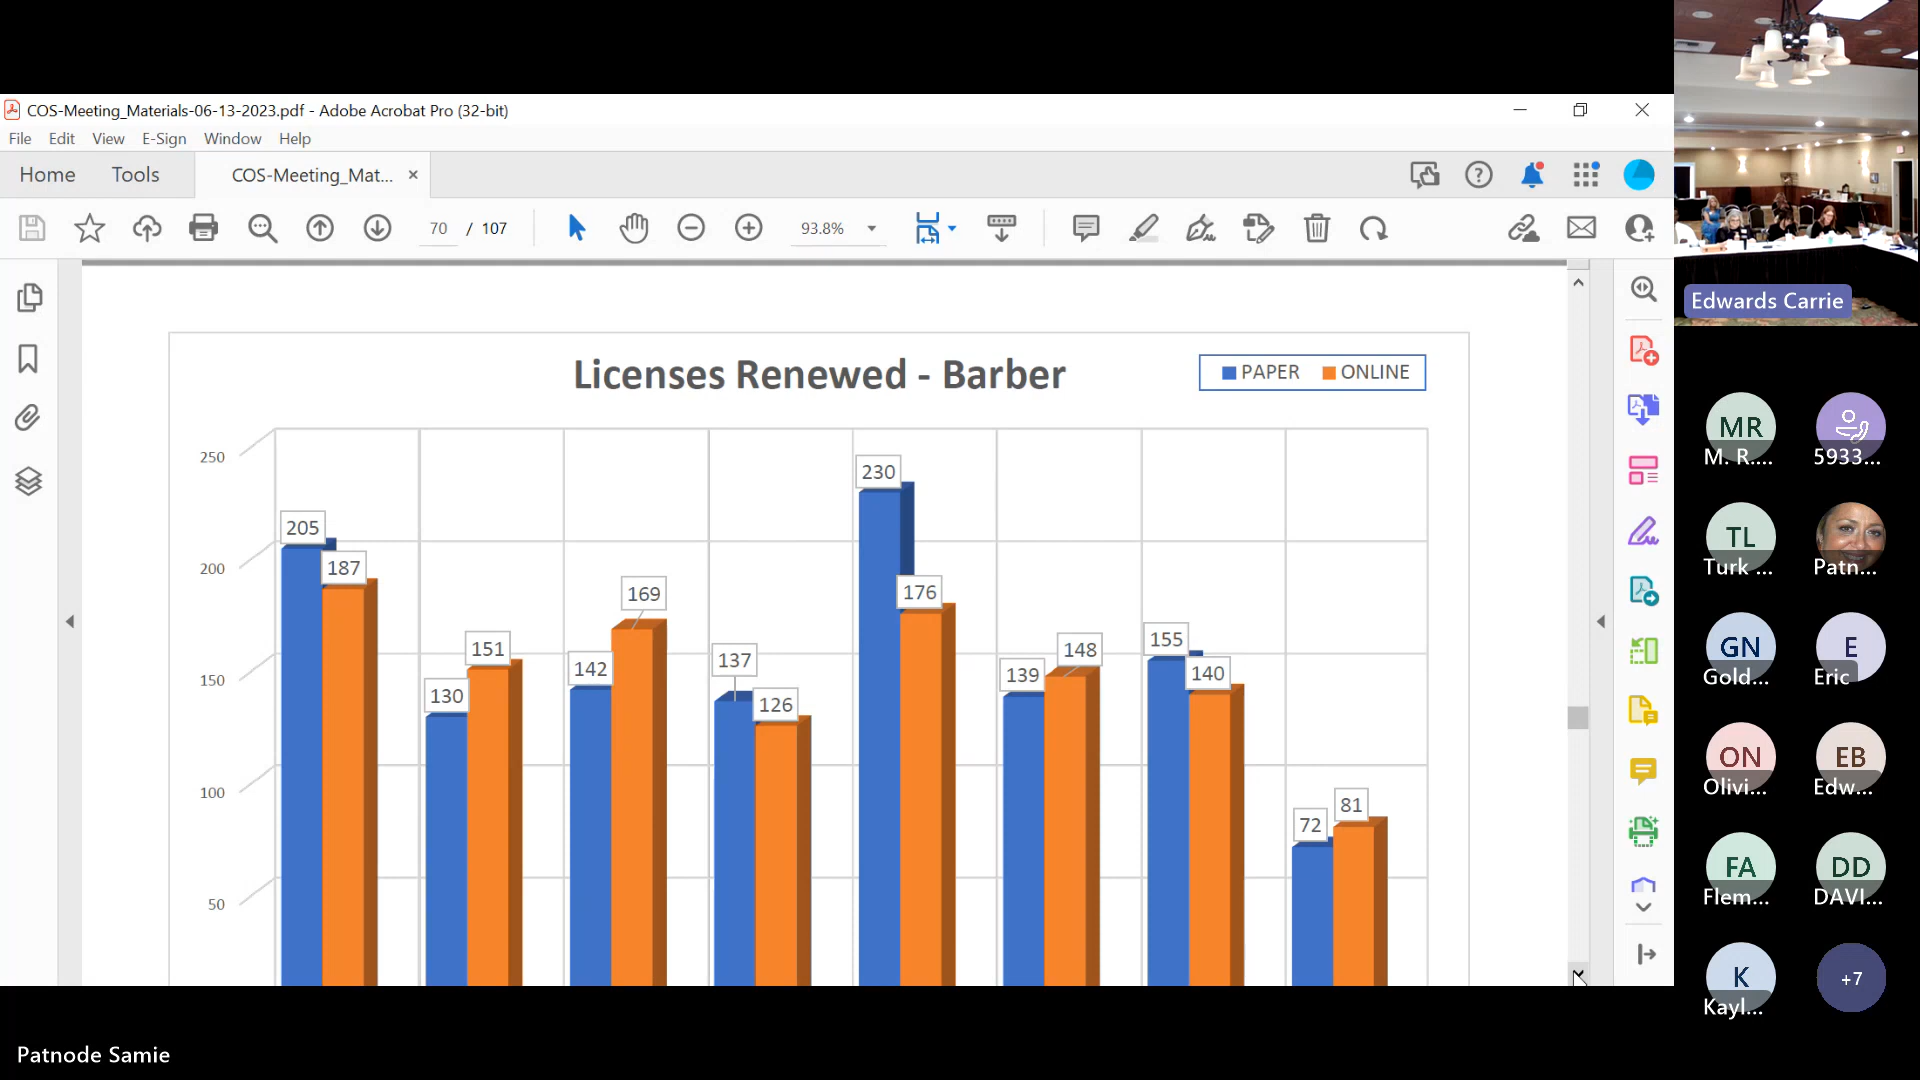 COS-Meeting_Materials-06-13-2023.pdf - Adobe Acrobat Pro (32-bit)
File Edit View E-Sign Window Help
Home Tools COS-Meeting_Mat... ×
70 / 107 93.8%
Licenses Renewed - Barber
PAPER ONLINE
250
200
150
100
50
205
187
130
151
142
169
137
126
230
176
139
148
155
140
72
81
Edwards Carrie
MR
M. R....
5933...
TL
Turk ...
Patn...
GN
Gold...
E
Eric
ON
Olivi...
EB
Edw...
FA
Flem...
DD
DAVI...
K
Kayl...
+7
Patnode Samie